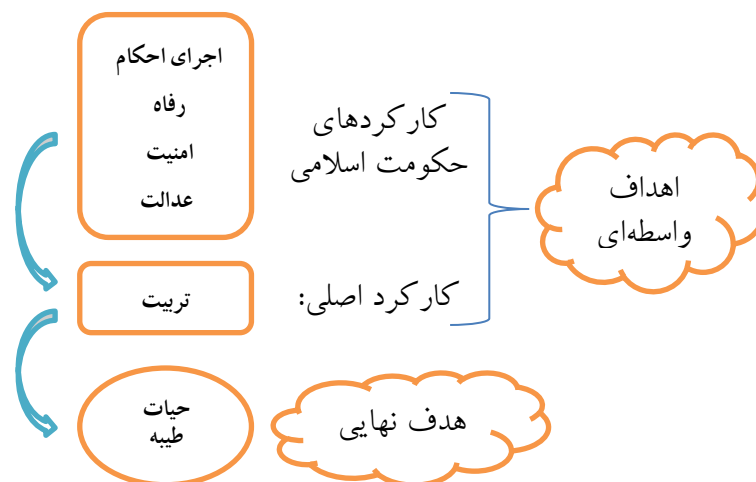 اهداف
واسطه‌ای
کارکردهای
حکومت اسلامی
اجرای احکام
رفاه
امنیت
عدالت
کارکرد اصلی:
تربیت
هدف نهایی
حیات
طیبه